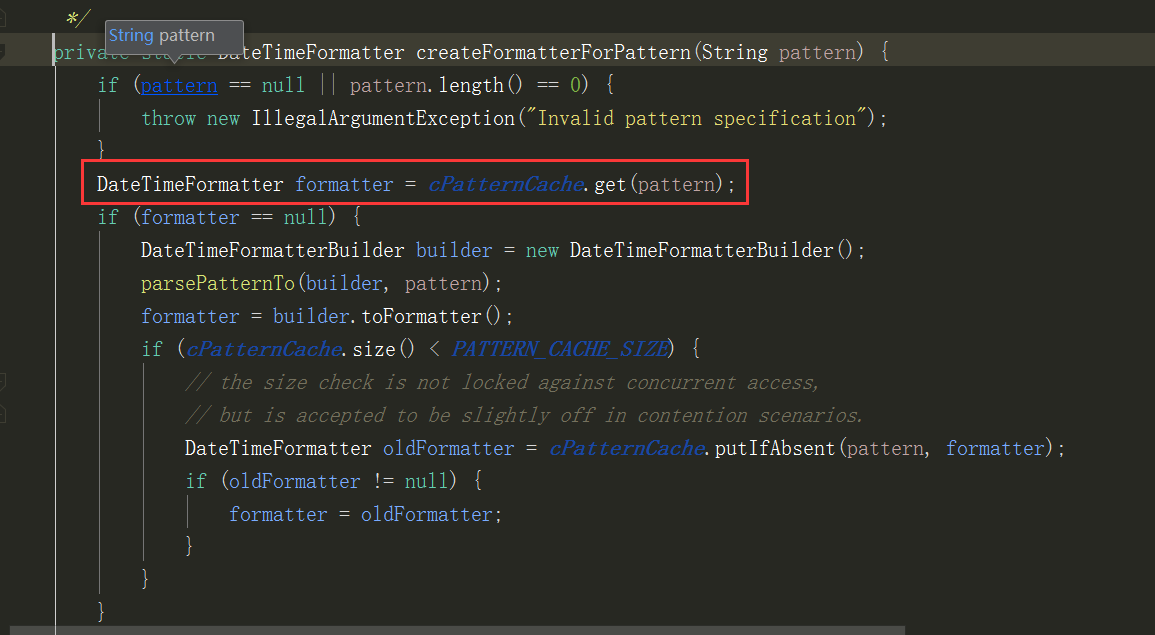 */
String pattern
private static DateTimeFormatter createFormatterForPattern(String pattern) {
if (pattern == null || pattern.length() == 0) {
throw new IllegalArgumentException("Invalid pattern specification");
}
DateTimeFormatter formatter = cPatternCache.get(pattern);
if (formatter == null) {
DateTimeFormatterBuilder builder = new DateTimeFormatterBuilder();
parsePatternTo(builder, pattern);
formatter = builder.toFormatter();
if (cPatternCache.size() < PATTERN_CACHE_SIZE) {
// the size check is not locked against concurrent access,
// but is accepted to be slightly off in contention scenarios.
DateTimeFormatter oldFormatter = cPatternCache.putIfAbsent(pattern, formatter);
if (oldFormatter != null) {
formatter = oldFormatter;
}
}
}